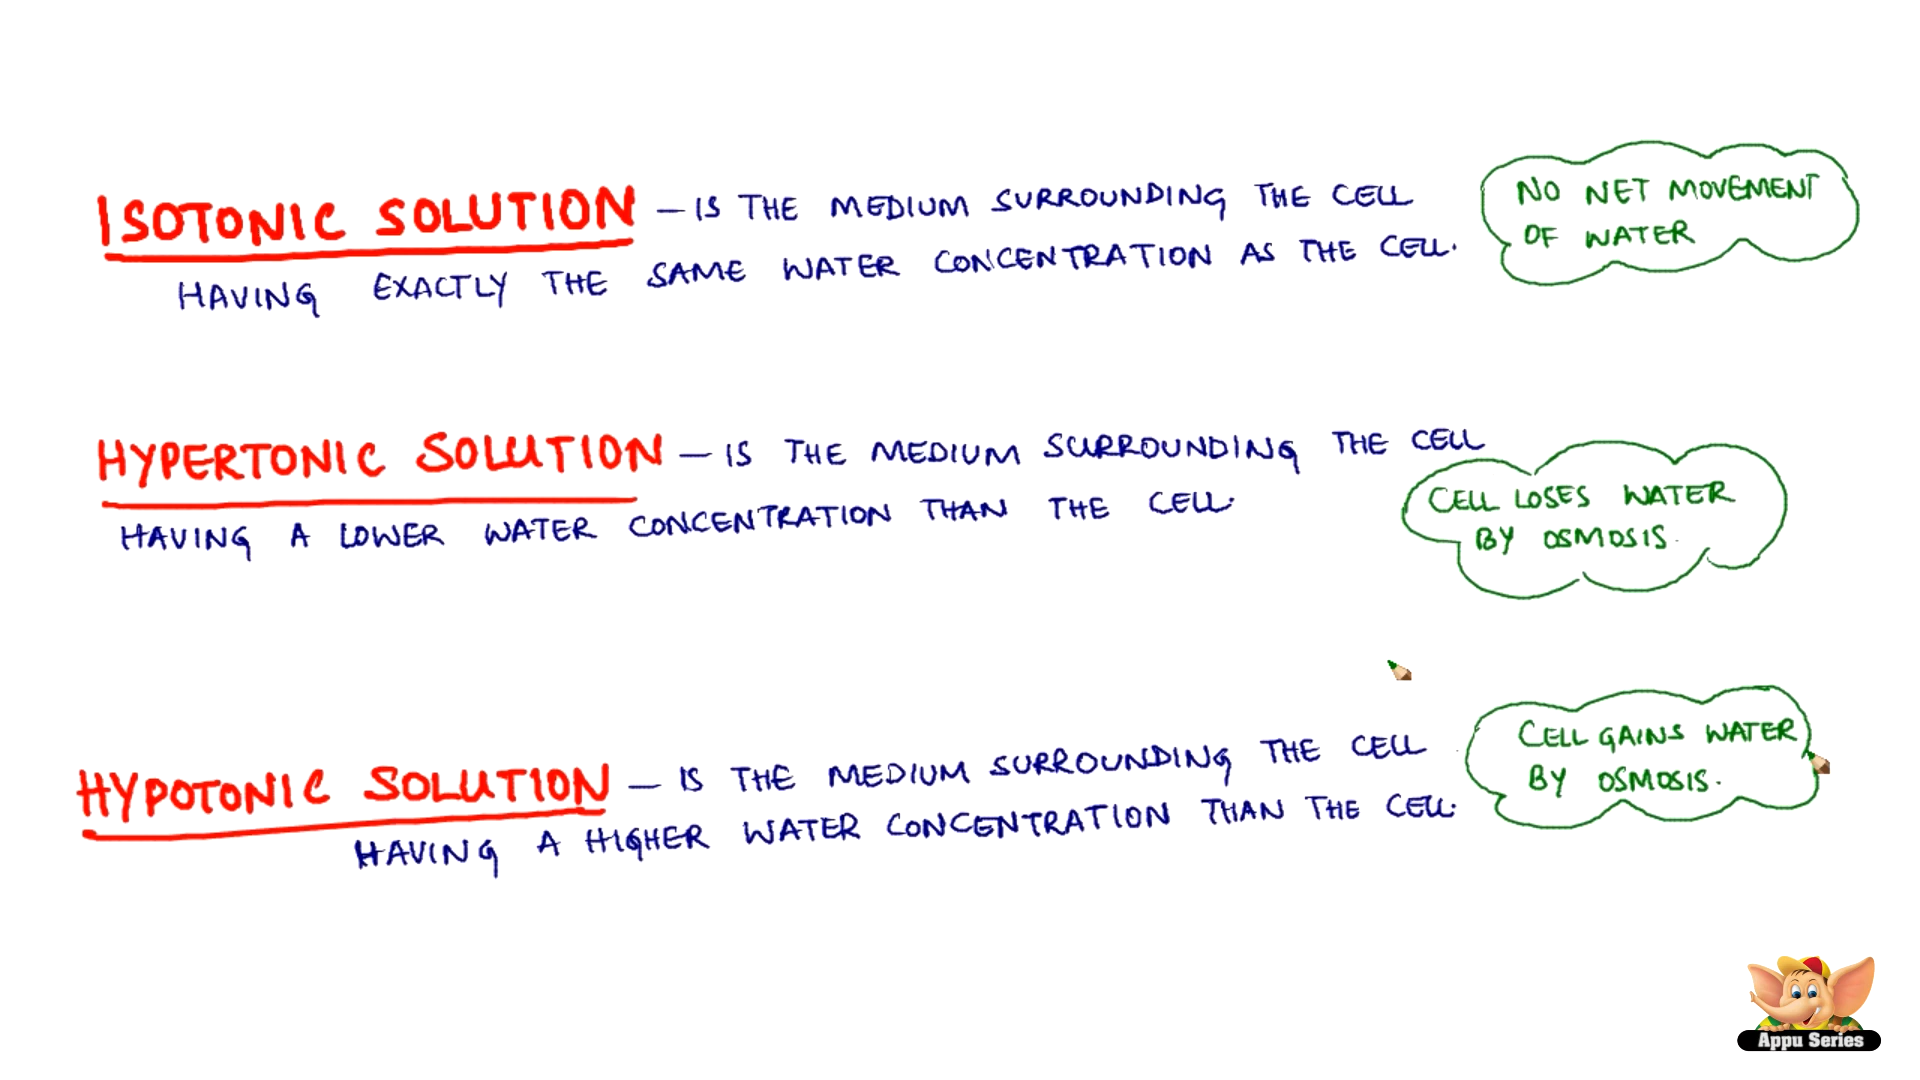 ISOTONIC SOLUTION – IS THE MEDIUM SURROUNDING THE CELL
HAVING EXACTLY THE SAME WATER CONCENTRATION AS THE CELL.
NO NET MOVEMENT
OF WATER
HYPERTONIC SOLUTION – IS THE MEDIUM SURROUNDING THE CELL
HAVING A LOWER WATER CONCENTRATION THAN THE CELL.
CELL LOSES WATER
BY OSMOSIS.
HYPOTONIC SOLUTION – IS THE MEDIUM SURROUNDING THE CELL
HAVING A HIGHER WATER CONCENTRATION THAN THE CELL.
CELL GAINS WATER
BY OSMOSIS.
Appu Series